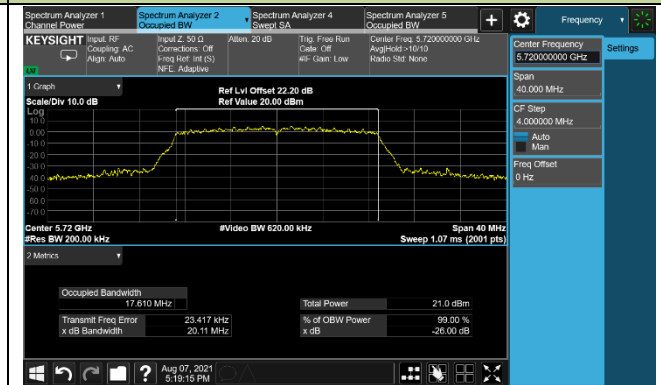 Spectrum Analyzer 1
Channel Power
Spectrum Analyzer 2
Occupied BW
Spectrum Analyzer 4
Swept SA
Spectrum Analyzer 5
Occupied BW
+
Frequency
KEYSIGHT
Input: RF
Coupling: AC
Align: Auto
Input Z: 50 Ω
Corrections: Off
Freq Ref: Int (S)
NFE: Adaptive
Atten: 20 dB
Trig: Free Run
Gate: Off
#IF Gain: Low
Center Freq: 5.720000000 GHz
Avg|Hold:>10/10
Radio Std: None
LM
Center Frequency
5.720000000 GHz
Settings
Span
40.000 MHz
CF Step
4.000000 MHz
Auto
Man
Freq Offset
0 Hz
1 Graph
Scale/Div 10.0 dB
Ref Lvl Offset 22.20 dB
Ref Value 20.00 dBm
Log
10.0
0.00
-10.0
-20.0
-30.0
-40.0
-50.0
-60.0
-70.0
Center 5.72 GHz
#Res BW 200.00 kHz
#Video BW 620.00 kHz
Span 40 MHz
Sweep 1.07 ms (2001 pts)
2 Metrics
Occupied Bandwidth
17.610 MHz
Total Power 21.0 dBm
Transmit Freq Error 23.417 kHz
% of OBW Power 99.00 %
x dB Bandwidth 20.11 MHz
x dB -26.00 dB
?
Aug 07, 2021
5:19:15 PM